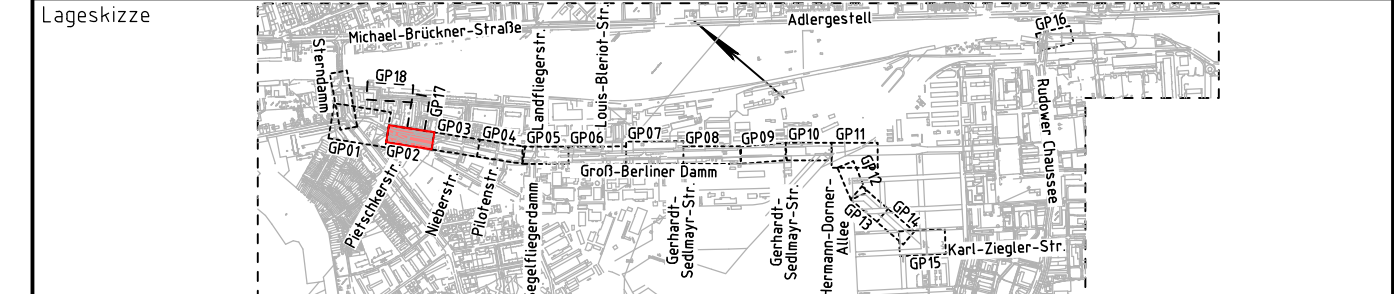 Lageskizze
Adlergestell
Michael-Brückner-Straße
GP16
Sterndamm
Landfliegerstr.
Louis-Bleriot-Str.
GP18
GP17
Rudower Chaussee
GP01
GP02
GP03
GP04
GP05
GP06
GP07
GP08
GP09
GP10
GP11
Groß-Berliner Damm
GP12
Pietschkerstr.
Nieberstr.
Pilotenstr.
egelfliegerdamm
Gerhardt-
Sedlmayr-Str.
Gerhardt-
Sedlmayr-Str.
Hermann-Dorner-
Allee
GP13
GP14
GP15
Karl-Ziegler-Str.